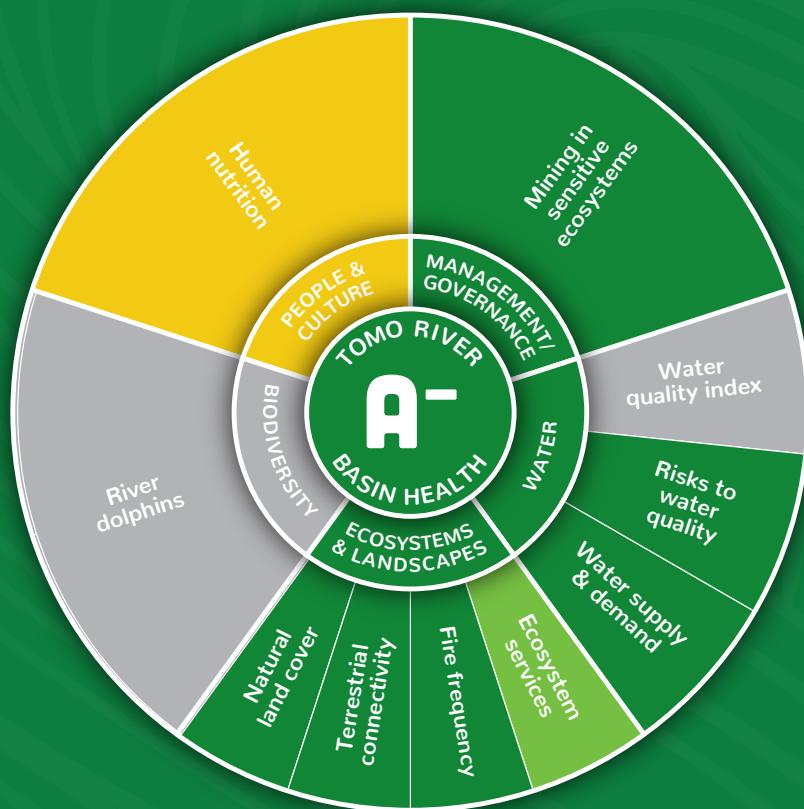 TOMO RIVER
A-
BASIN HEALTH
MANAGEMENT/
GOVERNANCE
Mining in
sensitive
ecosystems
WATER
Water
quality index
Risks to
water
quality
Water supply
& demand
ECOSYSTEMS
& LANDSCAPES
Ecosystem
services
Fire frequency
Terrestrial
connectivity
Natural
land cover
BIODIVERSITY
River
dolphins
PEOPLE &
CULTURE
Human
nutrition